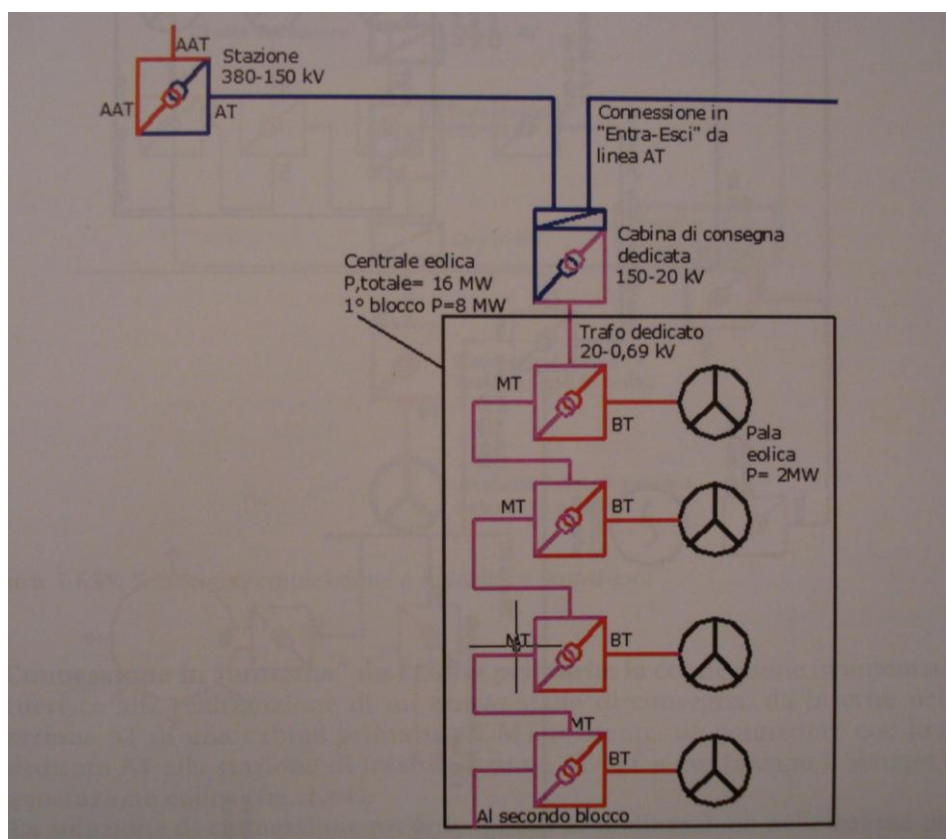 AAT
Stazione
380-150 kV
AAT
AT
Connessione in
"Entra-Esci" da
linea AT
Cabina di consegna
dedicata
150-20 kV
Centrale eolica
P,totale= 16 MW
1° blocco P=8 MW
Trafo dedicato
20-0,69 kV
MT
BT
Pala
eolica
P= 2MW
MT
BT
MT
BT
MT
BT
Al secondo blocco